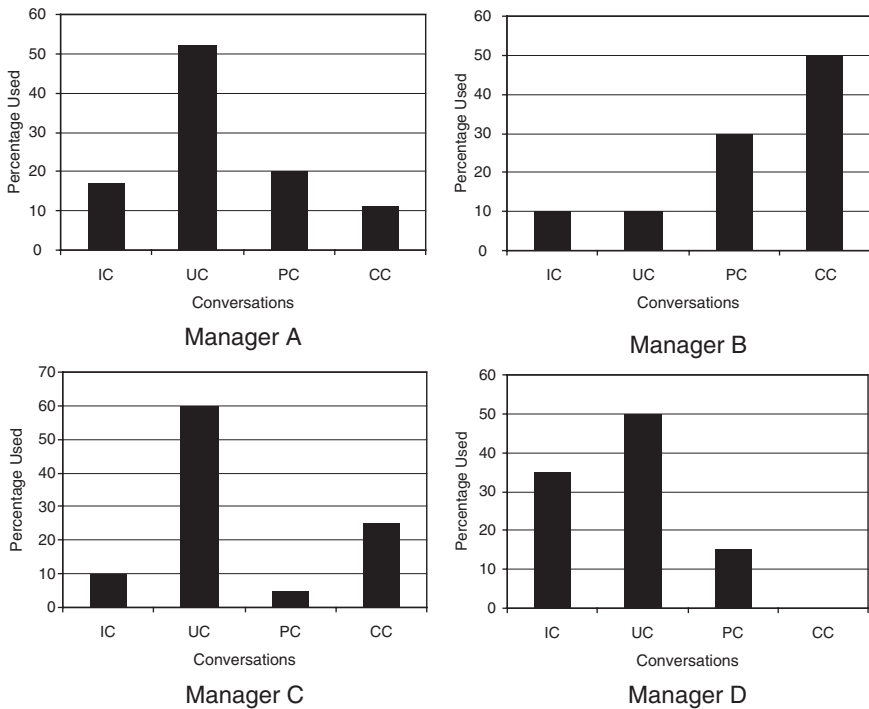 60
50
40
30
20
10
0
Percentage Used
IC UC PC CC
Conversations
Manager A
60
50
40
30
20
10
0
Percentage Used
IC UC PC CC
Conversations
Manager B
70
60
50
40
30
20
10
0
Percentage Used
IC UC PC CC
Conversations
Manager C
60
50
40
30
20
10
0
Percentage Used
IC UC PC CC
Conversations
Manager D